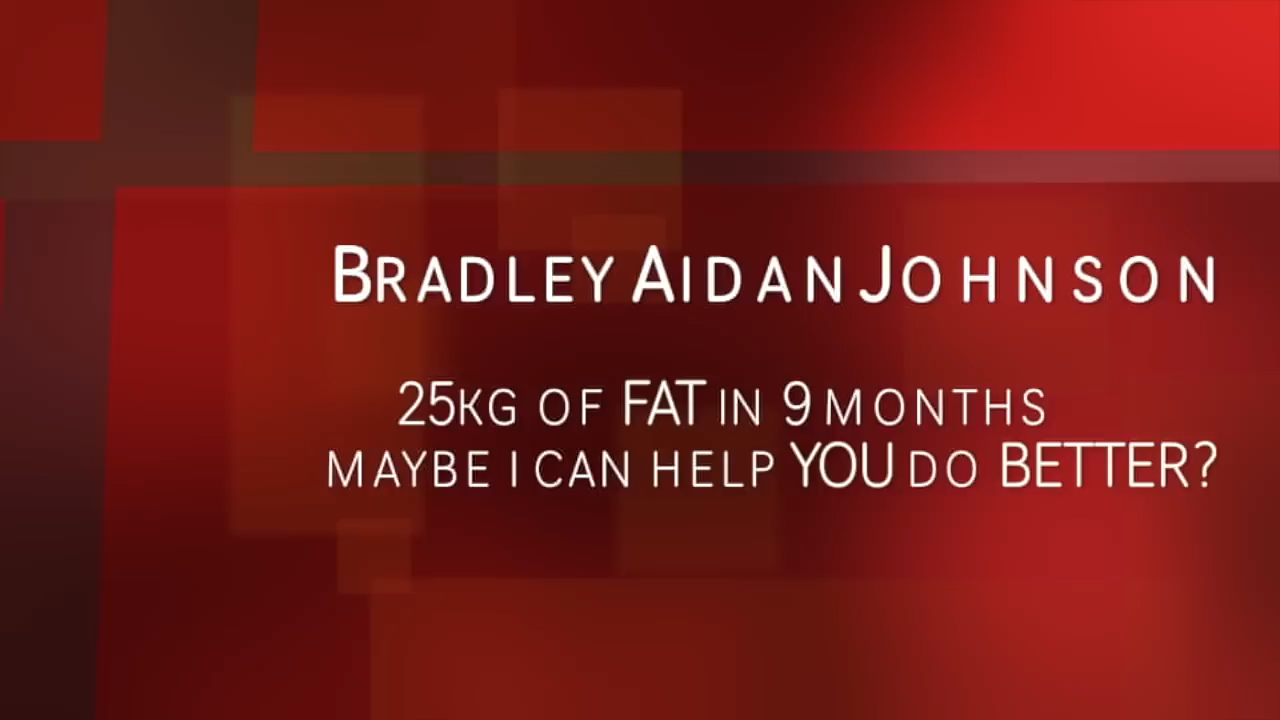 BRADLEY AIDAN JOHNSON
25KG OF FAT IN 9 MONTHS
MAYBE I CAN HELP YOU DO BETTER?